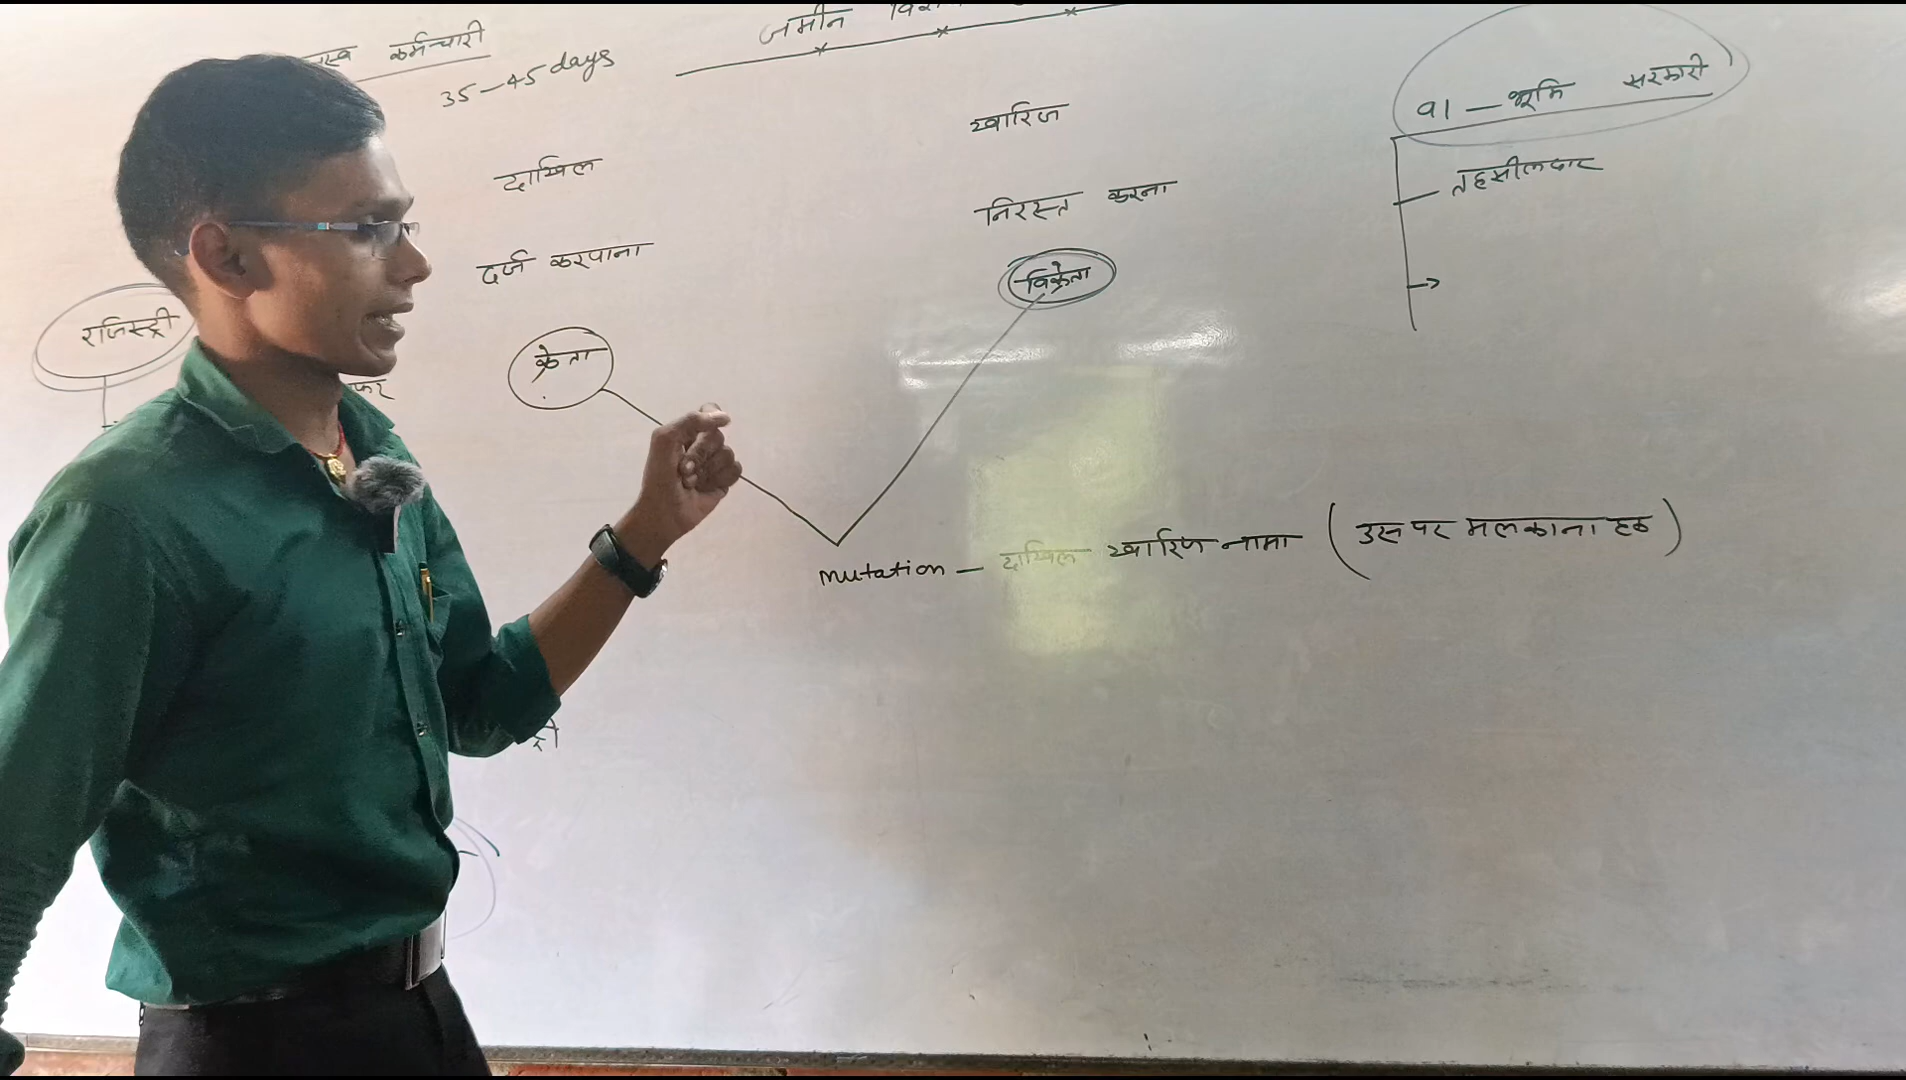 कर्मचारी
35-45 days
जमीन
दाखिल
दर्ज करवाना
खारिज
निरस्त करना
a1 - भूमि सरकारी
तहसीलदार
रजिस्ट्री
क्रेता
विक्रेता
mutation - दाखिल खारिज नामा (उस पर मलकाना हक)